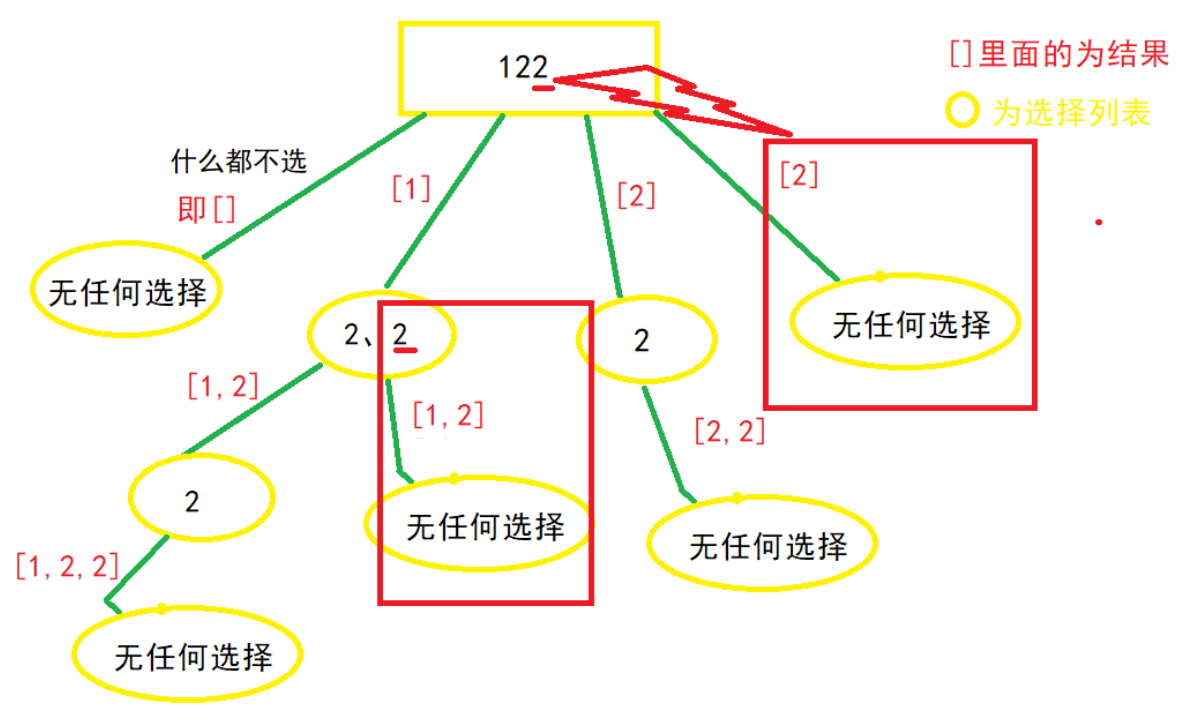 122
[]里面的为结果
为选择列表
什么都不选
即[]
[1]
[2]
[2]
无任何选择
2、2
2
无任何选择
[1,2]
[1,2]
[2,2]
2
无任何选择
无任何选择
[1,2,2]
无任何选择